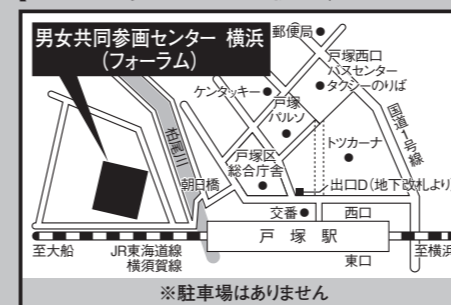 男女共同参画センター 横浜
(フォーラム)
郵便局
戸塚西口
バスセンター
タクシーのりば
ケンタッキー
戸塚
パルソ
国道1号線
柏尾川
トツカーナ
戸塚区
総合庁舎
朝日橋
出口D(地下改札より)
交番
西口
戸塚駅
至大船
JR東海道線
横須賀線
東口
至横浜
※駐車場はありません